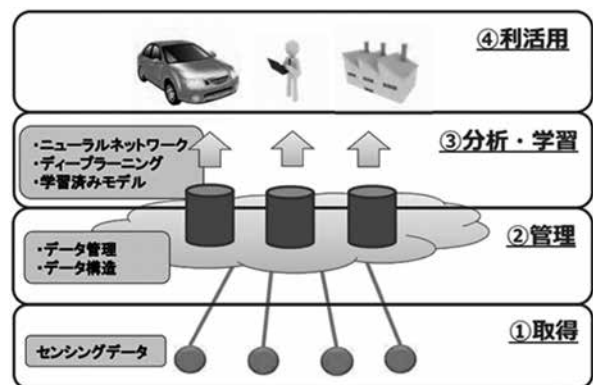 ④利活用
③分析・学習
・ニューラルネットワーク
・ディープラーニング
・学習済みモデル
②管理
・データ管理
・データ構造
①取得
センシングデータ